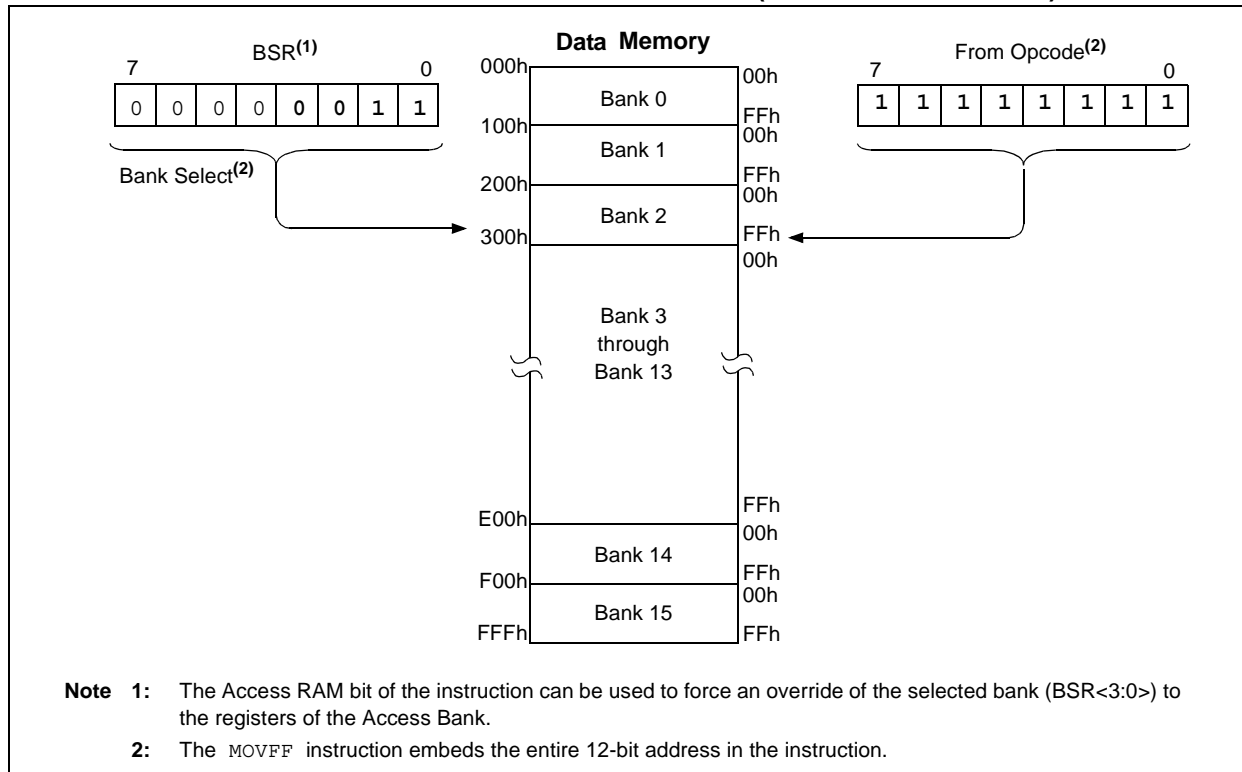 Data Memory
BSR(1)
7 0
0 0 0 0 0 0 1 1
Bank Select(2)
From Opcode(2)
7 0
1 1 1 1 1 1 1 1
000h
Bank 0
00h
FFh
100h
Bank 1
00h
FFh
200h
Bank 2
00h
FFh
300h
00h
Bank 3
through
Bank 13
FFh
E00h
Bank 14
00h
FFh
F00h
Bank 15
00h
FFFh
FFh
Note 1: The Access RAM bit of the instruction can be used to force an override of the selected bank (BSR<3:0>) to
the registers of the Access Bank.
2: The MOVFF instruction embeds the entire 12-bit address in the instruction.